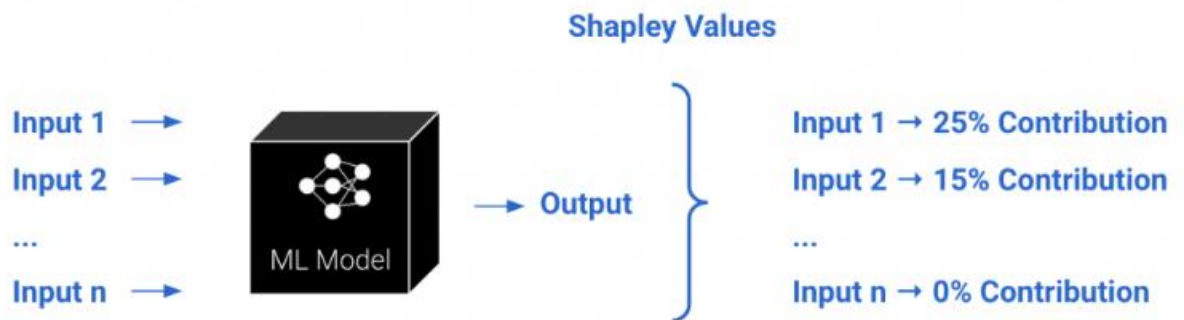 Shapley Values
Input 1 →
Input 2 →
...
Input n →
ML Model
→ Output
Input 1 → 25% Contribution
Input 2 → 15% Contribution
...
Input n → 0% Contribution